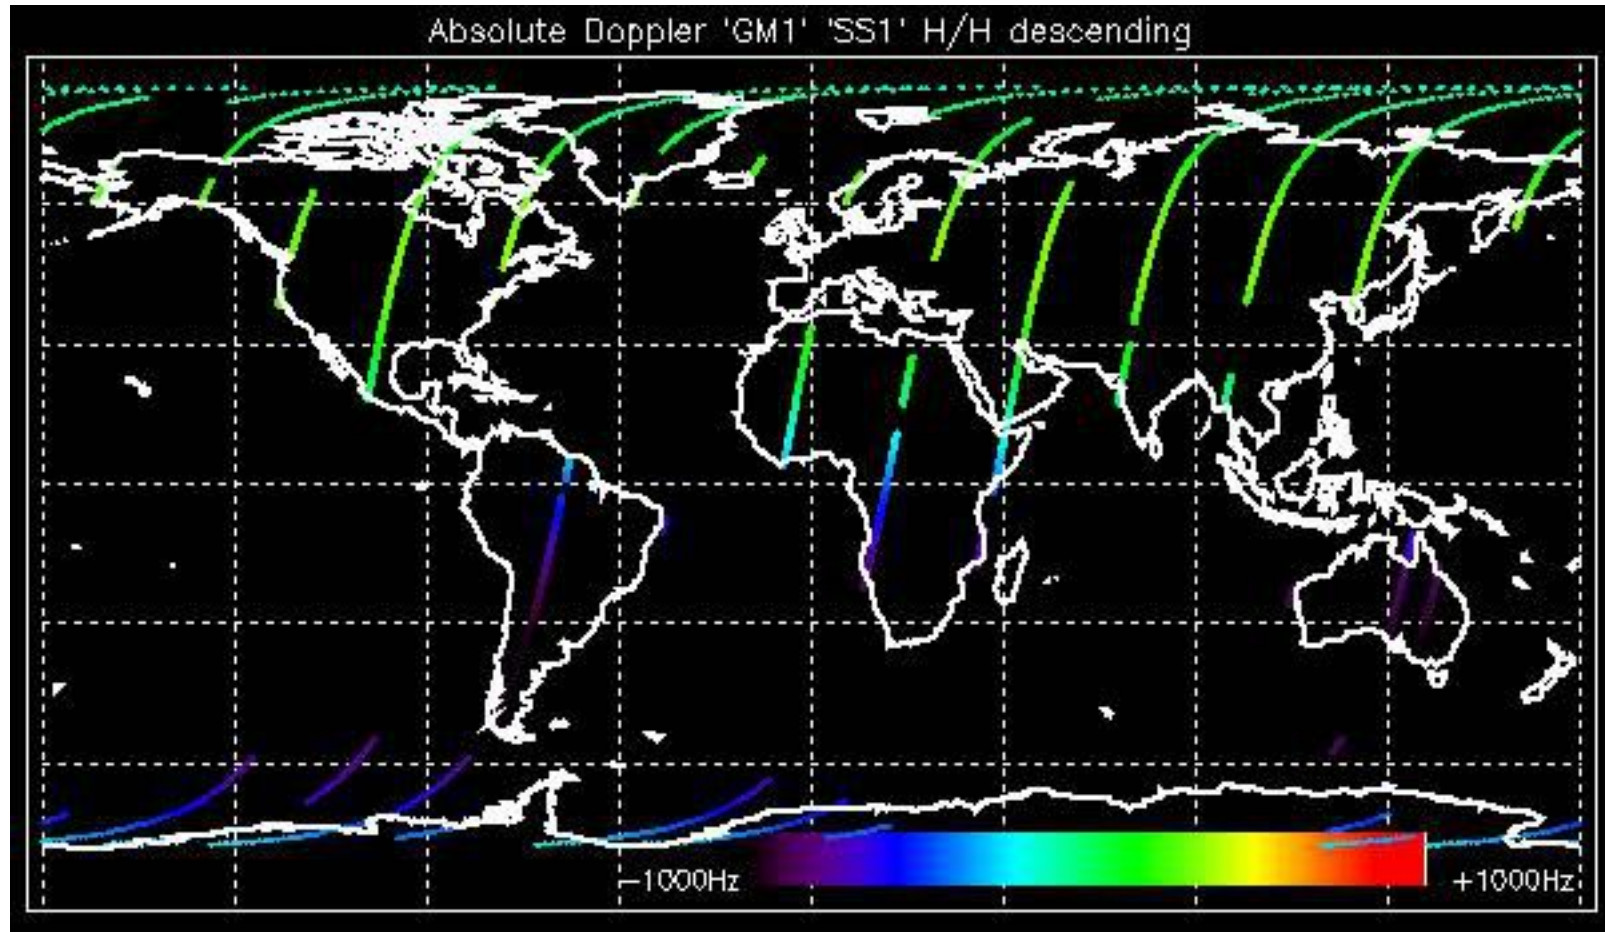 Absolute Doppler 'GM1' 'SS1' H/H descending
−1000Hz
+1000Hz